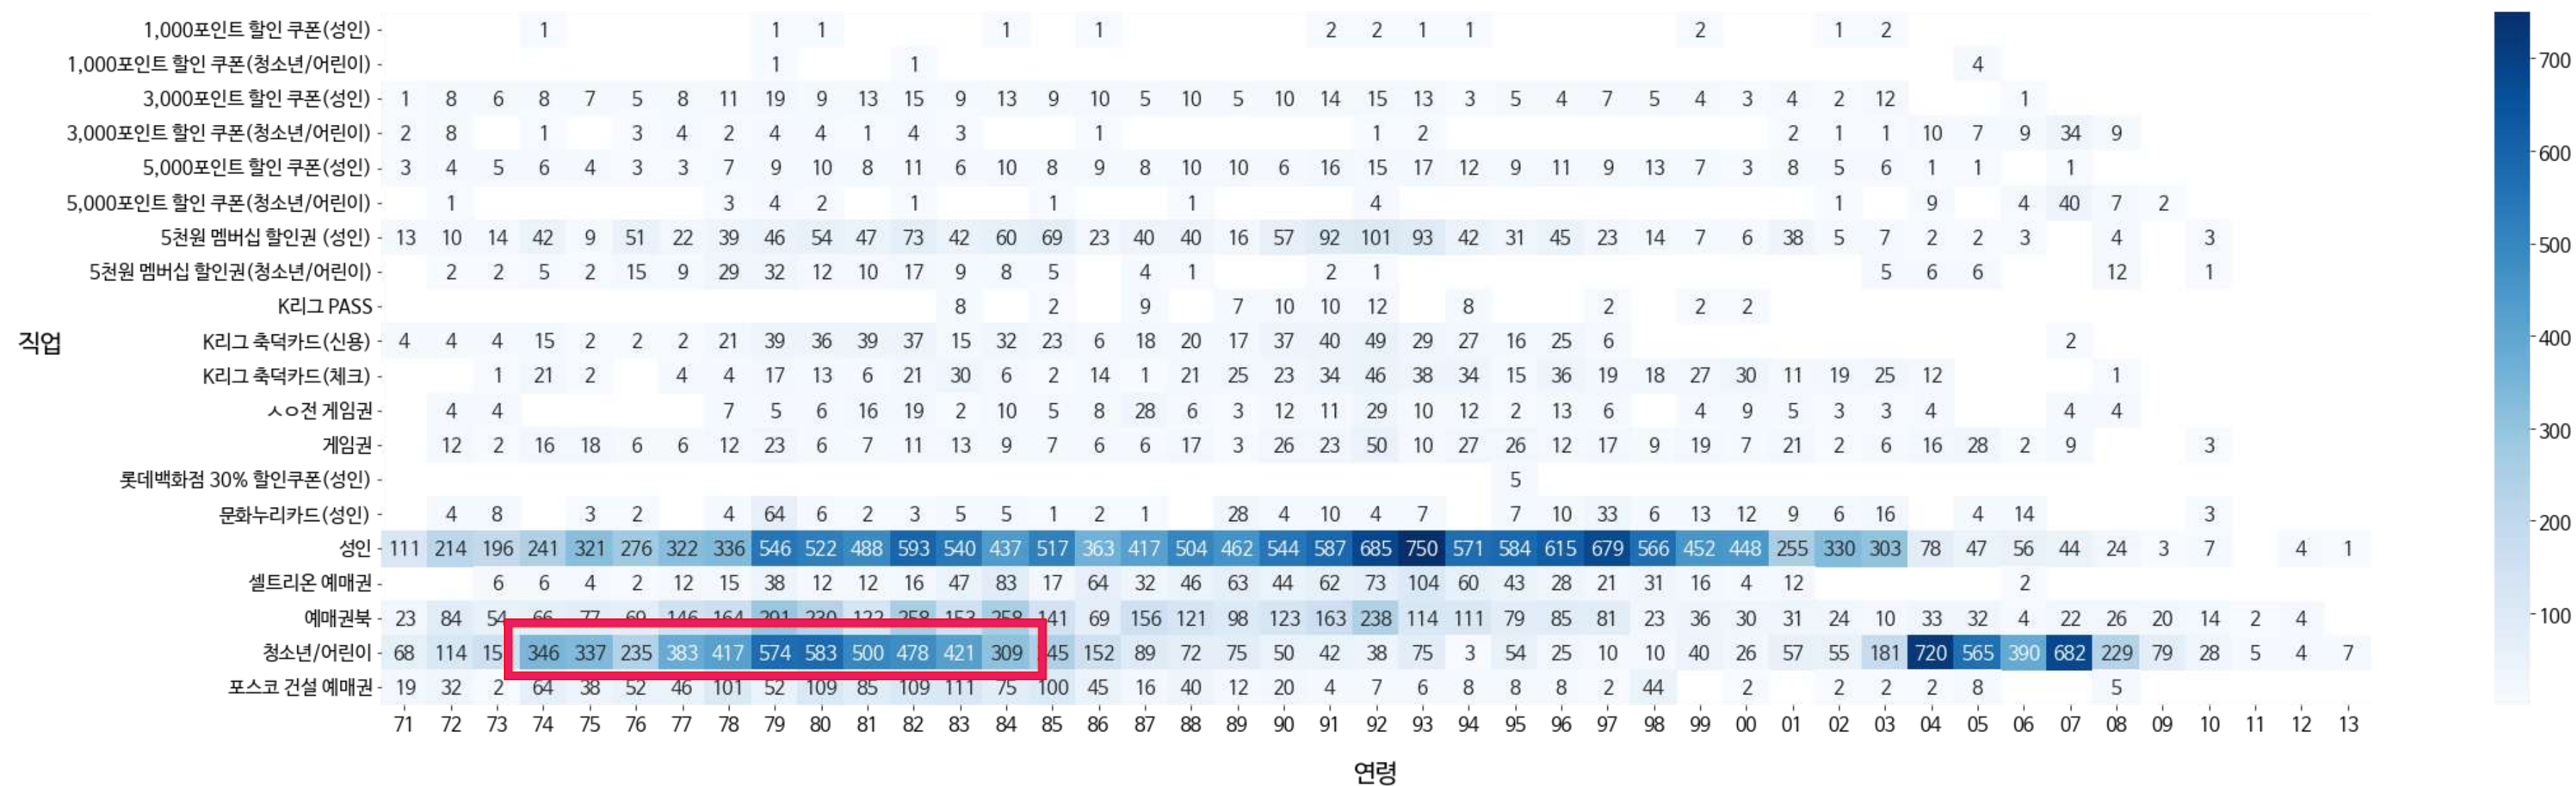 1,000포인트 할인 쿠폰(성인) 1 1 1 1 1 2 2 1 1 2 1 2
1,000포인트 할인 쿠폰(청소년/어린이) 1 1 4
3,000포인트 할인 쿠폰(성인) 1 8 6 8 7 5 8 11 19 9 13 15 9 13 9 10 5 10 5 10 14 15 13 3 5 4 7 5 4 3 4 2 12 1
3,000포인트 할인 쿠폰(청소년/어린이) 2 8 1 3 4 2 4 4 1 4 3 1 1 2 2 1 1 10 7 9 34 9
5,000포인트 할인 쿠폰(성인) 3 4 5 6 4 3 3 7 9 10 8 11 6 10 8 9 8 10 10 6 16 15 17 12 9 11 9 13 7 3 8 5 6 1 1 1
5,000포인트 할인 쿠폰(청소년/어린이) 1 3 4 2 1 1 1 4 1 9 4 40 7 2
5천원 멤버십 할인권 (성인) 13 10 14 42 9 51 22 39 46 54 47 73 42 60 69 23 40 40 16 57 92 101 93 42 31 45 23 14 7 6 38 5 7 2 2 3 4 3
5천원 멤버십 할인권(청소년/어린이) 2 2 5 2 15 9 29 32 12 10 17 9 8 5 4 1 2 1 5 6 6 12 1
K리그 PASS 8 2 9 7 10 10 12 8 2 2 2
K리그 축덕카드(신용) 4 4 4 15 2 2 2 21 39 36 39 37 15 32 23 6 18 20 17 37 40 49 29 27 16 25 6 2
K리그 축덕카드(체크) 1 21 2 4 4 17 13 6 21 30 6 2 14 1 21 25 23 34 46 38 34 15 36 19 18 27 30 11 19 25 12 1
ㅅㅇ전 게임권 4 4 7 5 6 16 19 2 10 5 8 28 6 3 12 11 29 10 12 2 13 6 4 9 5 3 3 4 4 4
게임권 12 2 16 18 6 6 12 23 6 7 11 13 9 7 6 6 17 3 26 23 50 10 27 26 12 17 9 19 7 21 2 6 16 28 2 9 3
롯데백화점 30% 할인쿠폰(성인) 5
문화누리카드(성인) 4 8 3 2 4 64 6 2 3 5 5 1 2 1 28 4 10 4 7 7 10 33 6 13 12 9 6 16 4 14 3
성인 111 214 196 241 321 276 322 336 546 522 488 593 540 437 517 363 417 504 462 544 587 685 750 571 584 615 679 566 452 448 255 330 303 78 47 56 44 24 3 7 4 1
셀트리온 예매권 6 6 4 2 12 15 38 12 12 16 47 83 17 64 32 46 63 44 62 73 104 60 43 28 21 31 16 4 12 2
예매권북 23 84 54 66 77 69 146 164 291 230 122 258 153 258 41 69 156 121 98 123 163 238 114 111 79 85 81 23 36 30 31 24 10 33 32 4 22 26 20 14 2 4
청소년/어린이 68 114 15 346 337 235 383 417 574 583 500 478 421 309 45 152 89 72 75 50 42 38 75 3 54 25 10 10 40 26 57 55 181 720 565 390 682 229 79 28 5 4 7
포스코 건설 예매권 19 32 2 64 38 52 46 101 52 109 85 109 111 75 100 45 16 40 12 20 4 7 6 8 8 8 2 44 2 2 2 2 8 5
71 72 73 74 75 76 77 78 79 80 81 82 83 84 85 86 87 88 89 90 91 92 93 94 95 96 97 98 99 00 01 02 03 04 05 06 07 08 09 10 11 12 13
직업
연령
700
600
500
400
300
200
100